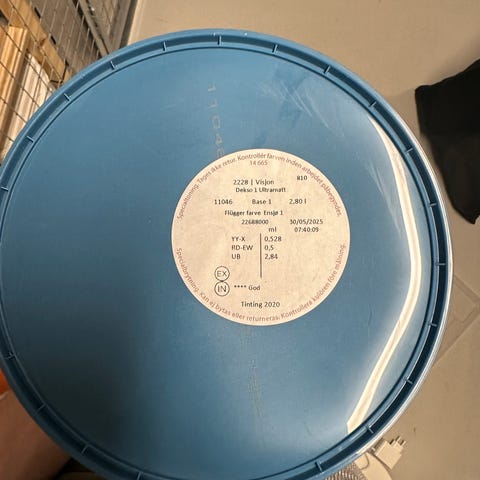 1104
Specialtoning. Tages ikke retur. Kontrollér farven inden arbejdet påbegyndes.
14 665
810
2228 | Visjon
Dekso 1 Ultramatt
11046 Base 1 2,80 l
Flügger farve Ensjø 1
22688000 30/05/2025
ml 07:40:09
YY-X 0,528
RD-EW 0,5
UB 2,84
EX
IN **** God
Tinting 2020
Specialbrytning. Kan ej bytas eller returneras. Kontrollera kulören före målning.